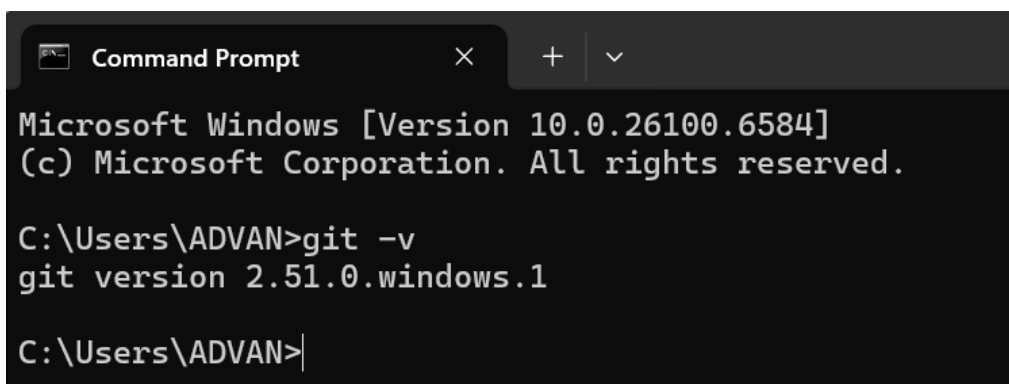 Command Prompt
Microsoft Windows [Version 10.0.26100.6584]
(c) Microsoft Corporation. All rights reserved.
C:\Users\ADVAN>git -v
git version 2.51.0.windows.1
C:\Users\ADVAN>